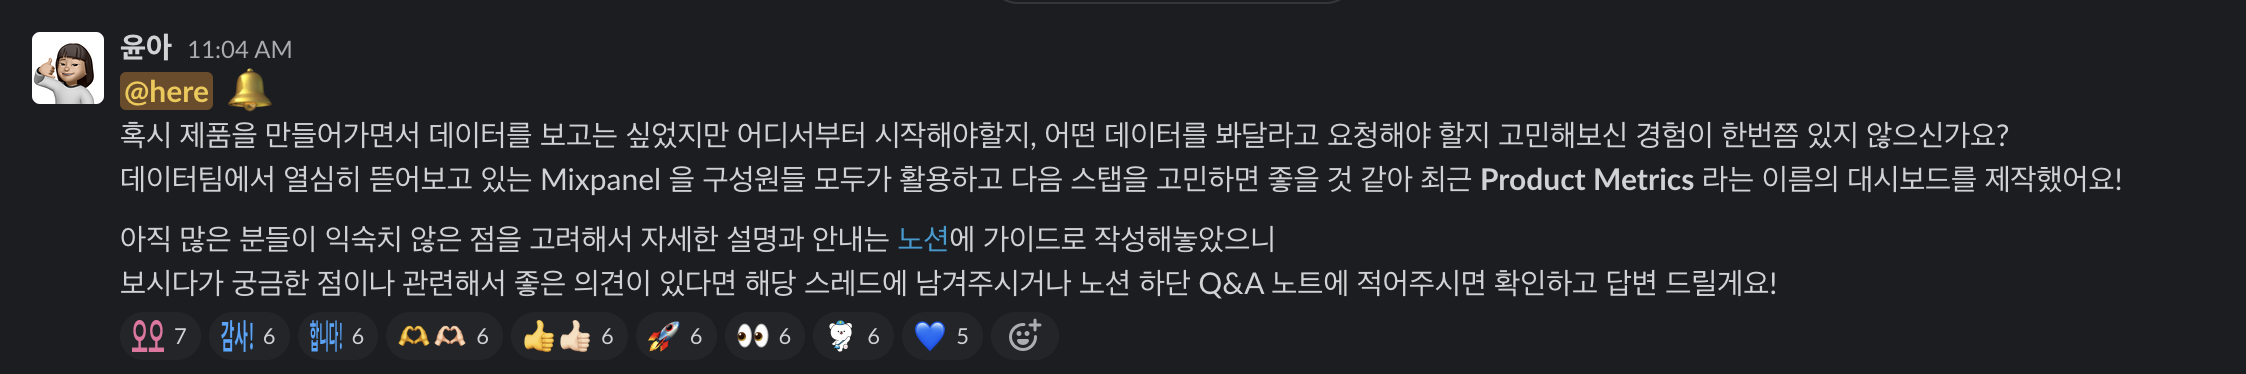 윤아 11:04 AM
@here
혹시 제품을 만들어가면서 데이터를 보고는 싶었지만 어디서부터 시작해야할지, 어떤 데이터를 봐달라고 요청해야 할지 고민해보신 경험이 한번쯤 있지 않으신가요?
데이터팀에서 열심히 뜯어보고 있는 Mixpanel 을 구성원들 모두가 활용하고 다음 스탭을 고민하면 좋을 것 같아 최근 Product Metrics 라는 이름의 대시보드를 제작했어요!
아직 많은 분들이 익숙치 않은 점을 고려해서 자세한 설명과 안내는 노션에 가이드로 작성해놓았으니
보시다가 궁금한 점이나 관련해서 좋은 의견이 있다면 해당 스레드에 남겨주시거나 노션 하단 Q&A 노트에 적어주시면 확인하고 답변 드릴게요!
오오 7 감사! 6 합니다! 6 6 6 6 6 6 5